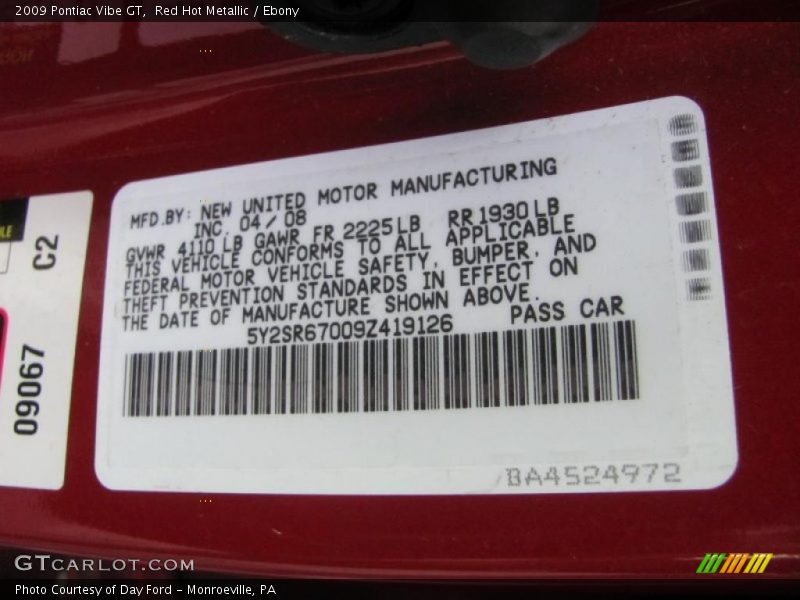 2009 Pontiac Vibe GT, Red Hot Metallic / Ebony
C2
09067
MFD.BY: NEW UNITED MOTOR MANUFACTURING
INC. 04/08
GVWR 4110 LB GAWR FR 2225 LB RR 1930 LB
THIS VEHICLE CONFORMS TO ALL APPLICABLE
FEDERAL MOTOR VEHICLE SAFETY, BUMPER, AND
THEFT PREVENTION STANDARDS IN EFFECT ON
THE DATE OF MANUFACTURE SHOWN ABOVE.
5Y2SR67009Z419126 PASS CAR
BA4524972
GTCARLOT.COM
Photo Courtesy of Day Ford - Monroeville, PA